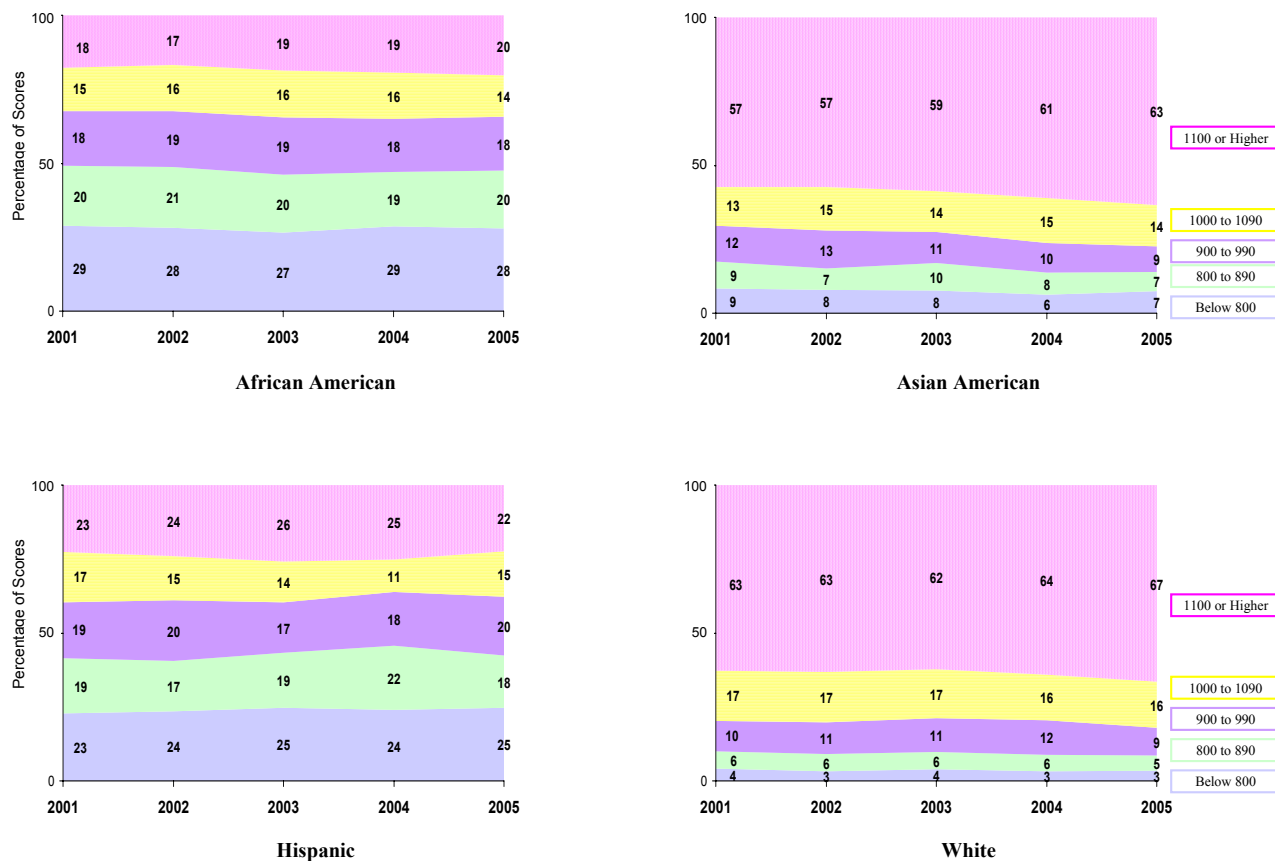 Percentage of Scores
100
50
0
18 17 19 19 20
15 16 16 16 14
18 19 19 18 18
20 21 20 19 20
29 28 27 29 28
2001 2002 2003 2004 2005
African American
100
50
0
57 57 59 61 63
13 15 14 15 14
12 13 11 10 9
9 7 10 8 7
9 8 8 6 7
2001 2002 2003 2004 2005
Asian American
1100 or Higher
1000 to 1090
900 to 990
800 to 890
Below 800
Percentage of Scores
100
50
0
23 24 26 25 22
17 15 14 11 15
19 20 17 18 20
19 17 19 22 18
23 24 25 24 25
2001 2002 2003 2004 2005
Hispanic
100
50
0
63 63 62 64 67
17 17 17 16 16
10 11 11 12 9
6 6 6 6 5
4 3 4 3 3
2001 2002 2003 2004 2005
White
1100 or Higher
1000 to 1090
900 to 990
800 to 890
Below 800